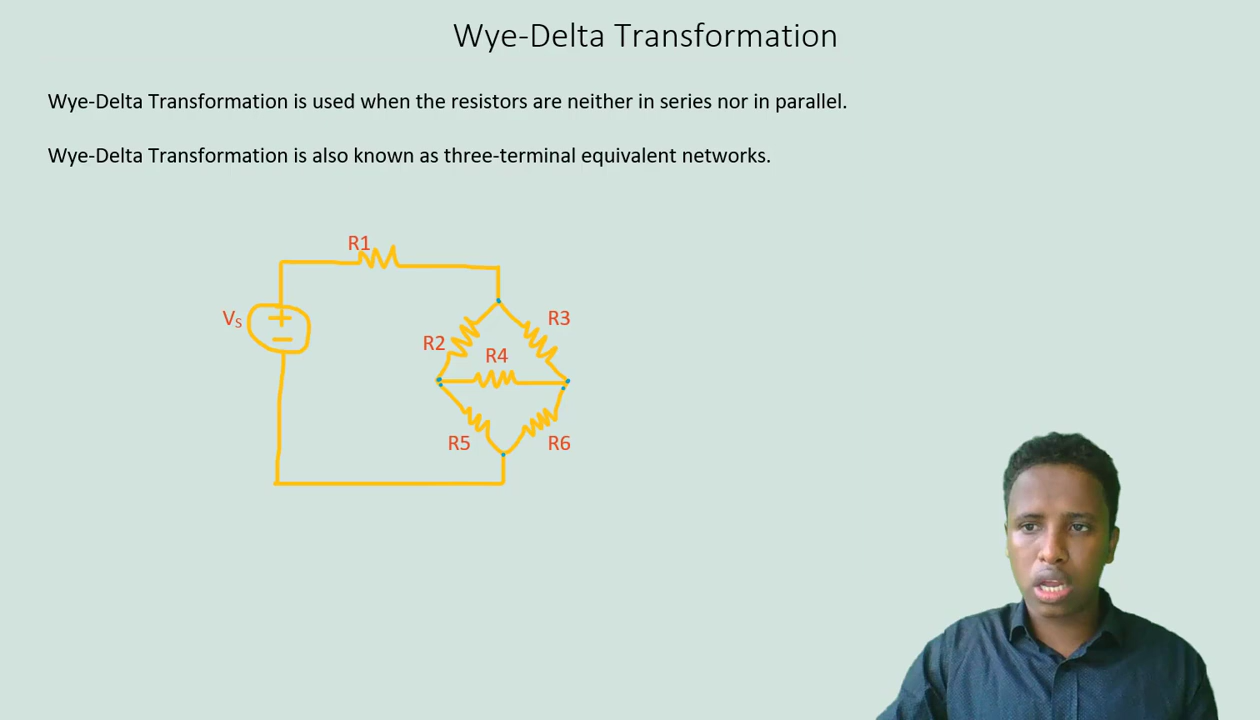 Wye-Delta Transformation
Wye-Delta Transformation is used when the resistors are neither in series nor in parallel.
Wye-Delta Transformation is also known as three-terminal equivalent networks.
R1
VS
R3
R2
R4
R5
R6